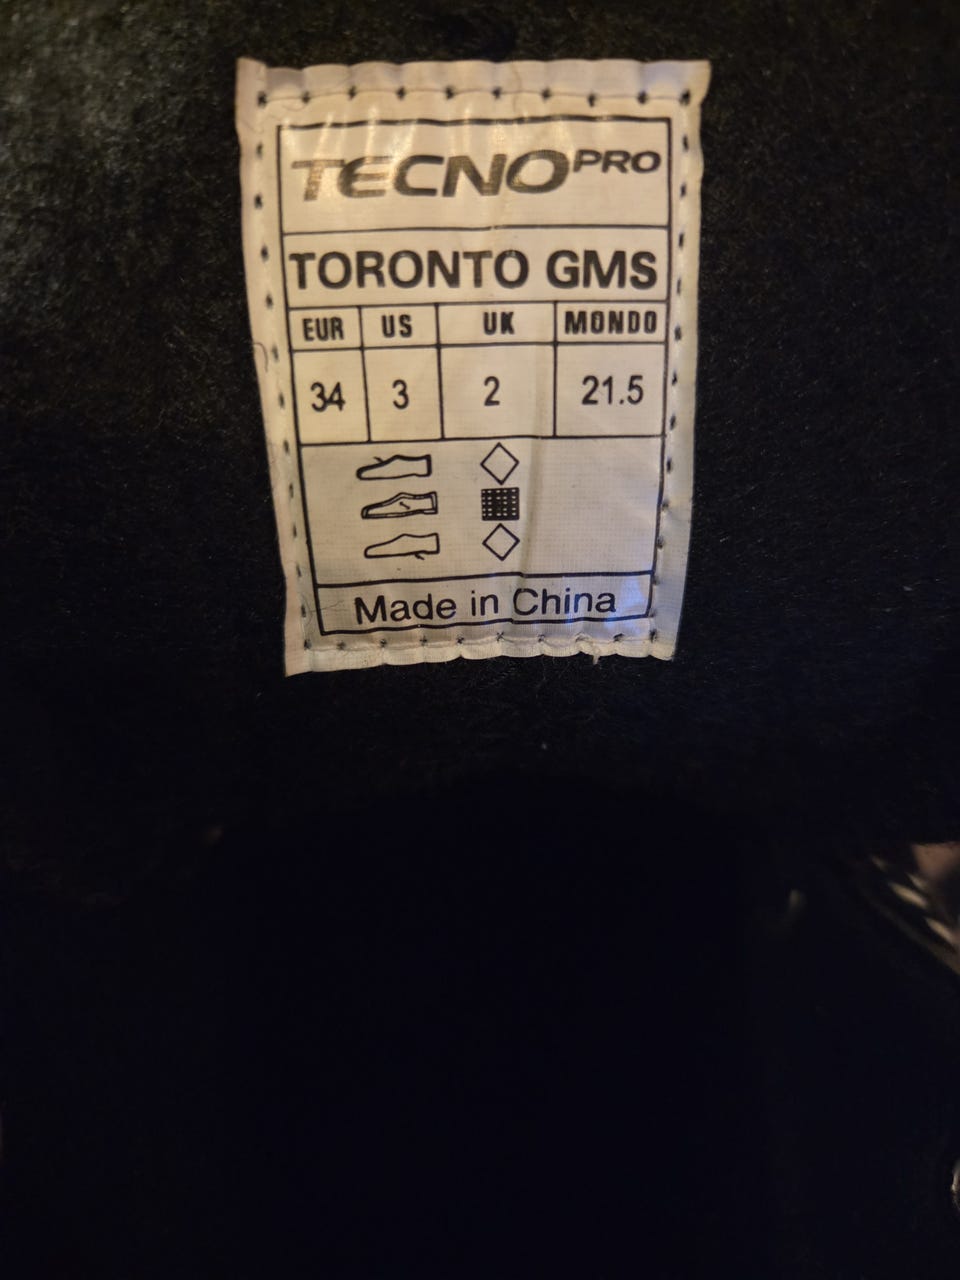 TECNOPRO
TORONTO GMS
EUR US UK MONDO
34 3 2 21.5
Made in China